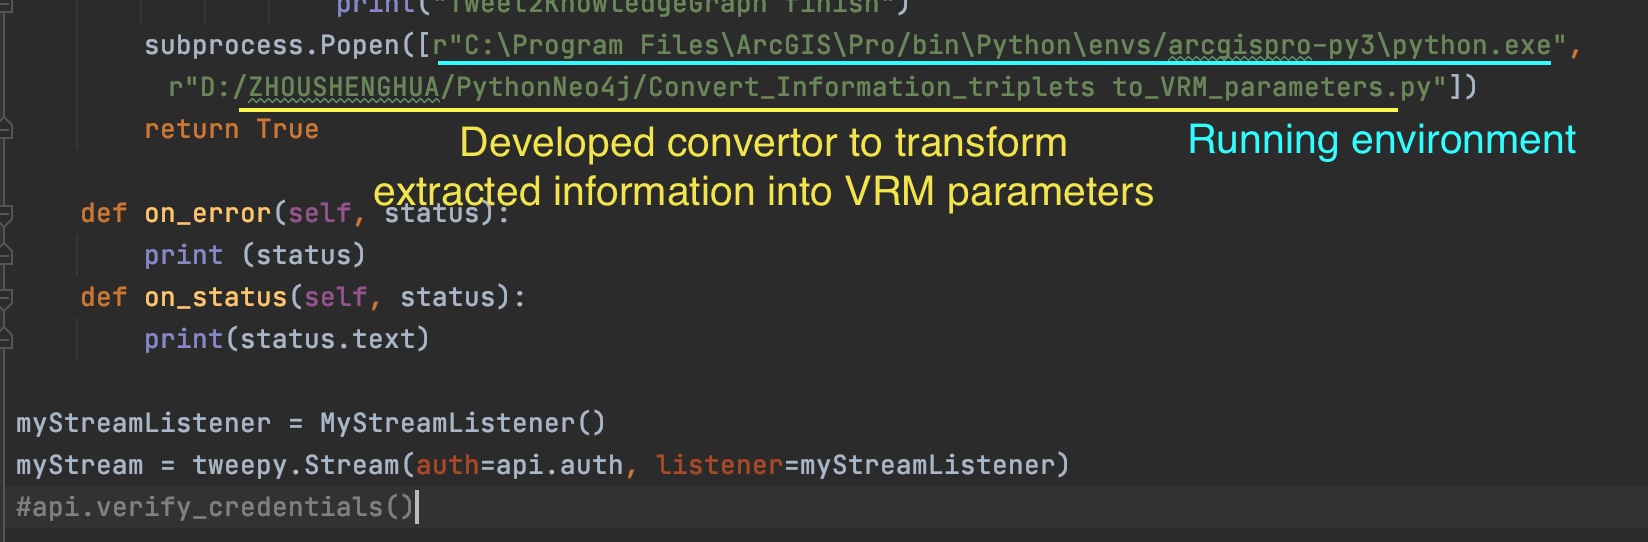 print("Tweet2KnowledgeGraph finish")
subprocess.Popen([r"C:\Program Files\ArcGIS\Pro/bin\Python\envs/arcgispro-py3\python.exe",
r"D:/ZHOUSHENGHUA/PythonNeo4j/Convert_Information_triplets to_VRM_parameters.py"])
return True
Developed convertor to transform
extracted information into VRM parameters
Running environment
def on_error(self, status):
print (status)
def on_status(self, status):
print(status.text)
myStreamListener = MyStreamListener()
myStream = tweepy.Stream(auth=api.auth, listener=myStreamListener)
#api.verify_credentials()